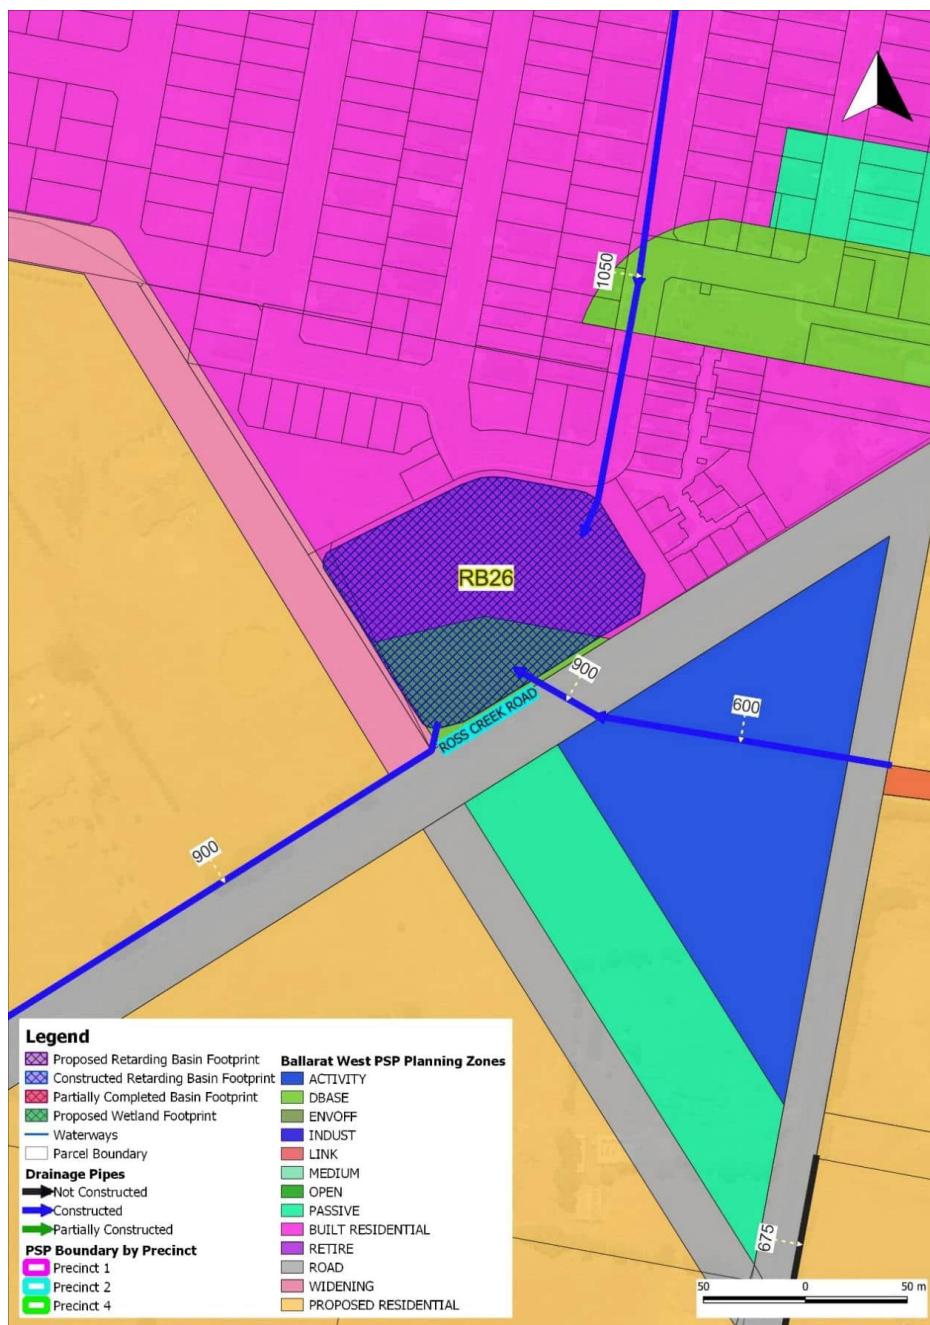 1050
RB26
900
600
ROSS CREEK ROAD
900
675
Legend
Proposed Retarding Basin Footprint
Constructed Retarding Basin Footprint
Partially Completed Basin Footprint
Proposed Wetland Footprint
Waterways
Parcel Boundary
Drainage Pipes
Not Constructed
Constructed
Partially Constructed
PSP Boundary by Precinct
Precinct 1
Precinct 2
Precinct 4
Ballarat West PSP Planning Zones
ACTIVITY
DBASE
ENVOFF
INDUST
LINK
MEDIUM
OPEN
PASSIVE
BUILT RESIDENTIAL
RETIRE
ROAD
WIDENING
PROPOSED RESIDENTIAL
50 0 50 m